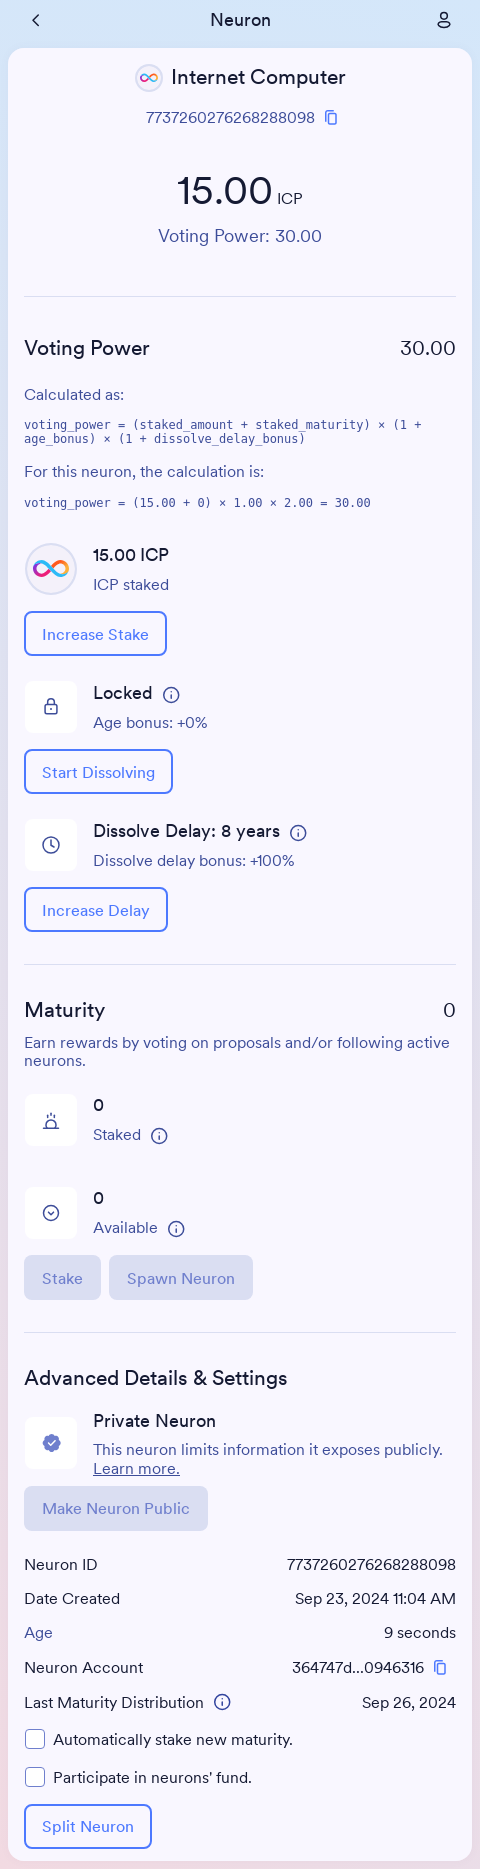 Neuron
Internet Computer
7737260276268288098
15.00 ICP
Voting Power: 30.00
Voting Power 30.00
Calculated as:
voting_power = (staked_amount + staked_maturity) × (1 +
age_bonus) × (1 + dissolve_delay_bonus)
For this neuron, the calculation is:
voting_power = (15.00 + 0) × 1.00 × 2.00 = 30.00
15.00 ICP
ICP staked
Increase Stake
Locked
Age bonus: +0%
Start Dissolving
Dissolve Delay: 8 years
Dissolve delay bonus: +100%
Increase Delay
Maturity 0
Earn rewards by voting on proposals and/or following active
neurons.
0
Staked
0
Available
Stake Spawn Neuron
Advanced Details & Settings
Private Neuron
This neuron limits information it exposes publicly.
Learn more.
Make Neuron Public
Neuron ID 7737260276268288098
Date Created Sep 23, 2024 11:04 AM
Age 9 seconds
Neuron Account 364747d...0946316
Last Maturity Distribution Sep 26, 2024
Automatically stake new maturity.
Participate in neurons' fund.
Split Neuron